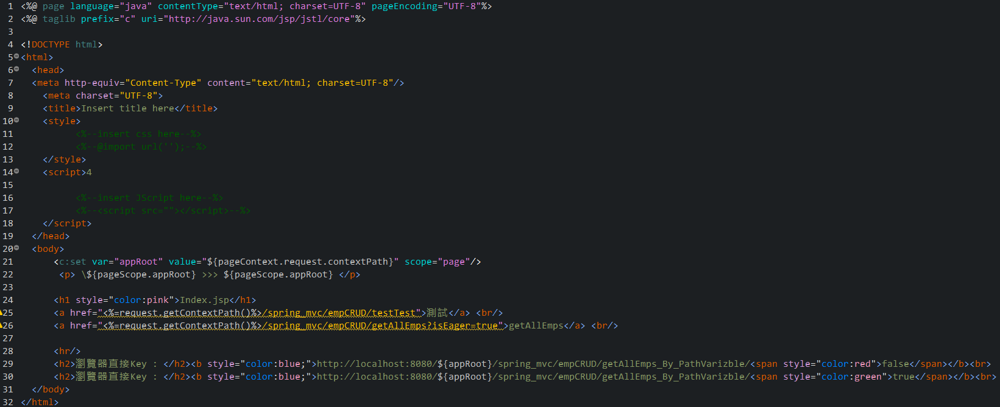 1 <%@ page language="java" contentType="text/html; charset=UTF-8" pageEncoding="UTF-8"%>
2 <%@ taglib prefix="c" uri="http://java.sun.com/jsp/jstl/core"%>
3
4 <!DOCTYPE html>
5 <html>
6   <head>
7   <meta http-equiv="Content-Type" content="text/html; charset=UTF-8"/>
8     <meta charset="UTF-8">
9     <title>Insert title here</title>
10     <style>
11           <%--insert css here--%>
12           <%--@import url('');--%>
13     </style>
14     <script>4
15
16           <%--insert JScript here--%>
17           <%--<script src=""></script>--%>
18     </script>
19   </head>
20   <body>
21       <c:set var="appRoot" value="${pageContext.request.contextPath}" scope="page"/>
22        <p> \${pageScope.appRoot} >>> ${pageScope.appRoot} </p>
23
24       <h1 style="color:pink">Index.jsp</h1>
25       <a href="<%=request.getContextPath()%>/spring_mvc/empCRUD/testTest">測試</a> <br/>
26       <a href="<%=request.getContextPath()%>/spring_mvc/empCRUD/getAllEmps?isEager=true">getAllEmps</a> <br/>
27
28       <hr/>
29       <h2>瀏覽器直接Key : </h2><b style="color:blue;">http://localhost:8080/${appRoot}/spring_mvc/empCRUD/getAllEmps_By_PathVarizble/<span style="color:red">false</span></b><br>
30       <h2>瀏覽器直接Key : </h2><b style="color:blue;">http://localhost:8080/${appRoot}/spring_mvc/empCRUD/getAllEmps_By_PathVarizble/<span style="color:green">true</span></b><br>
31   </body>
32 </html>